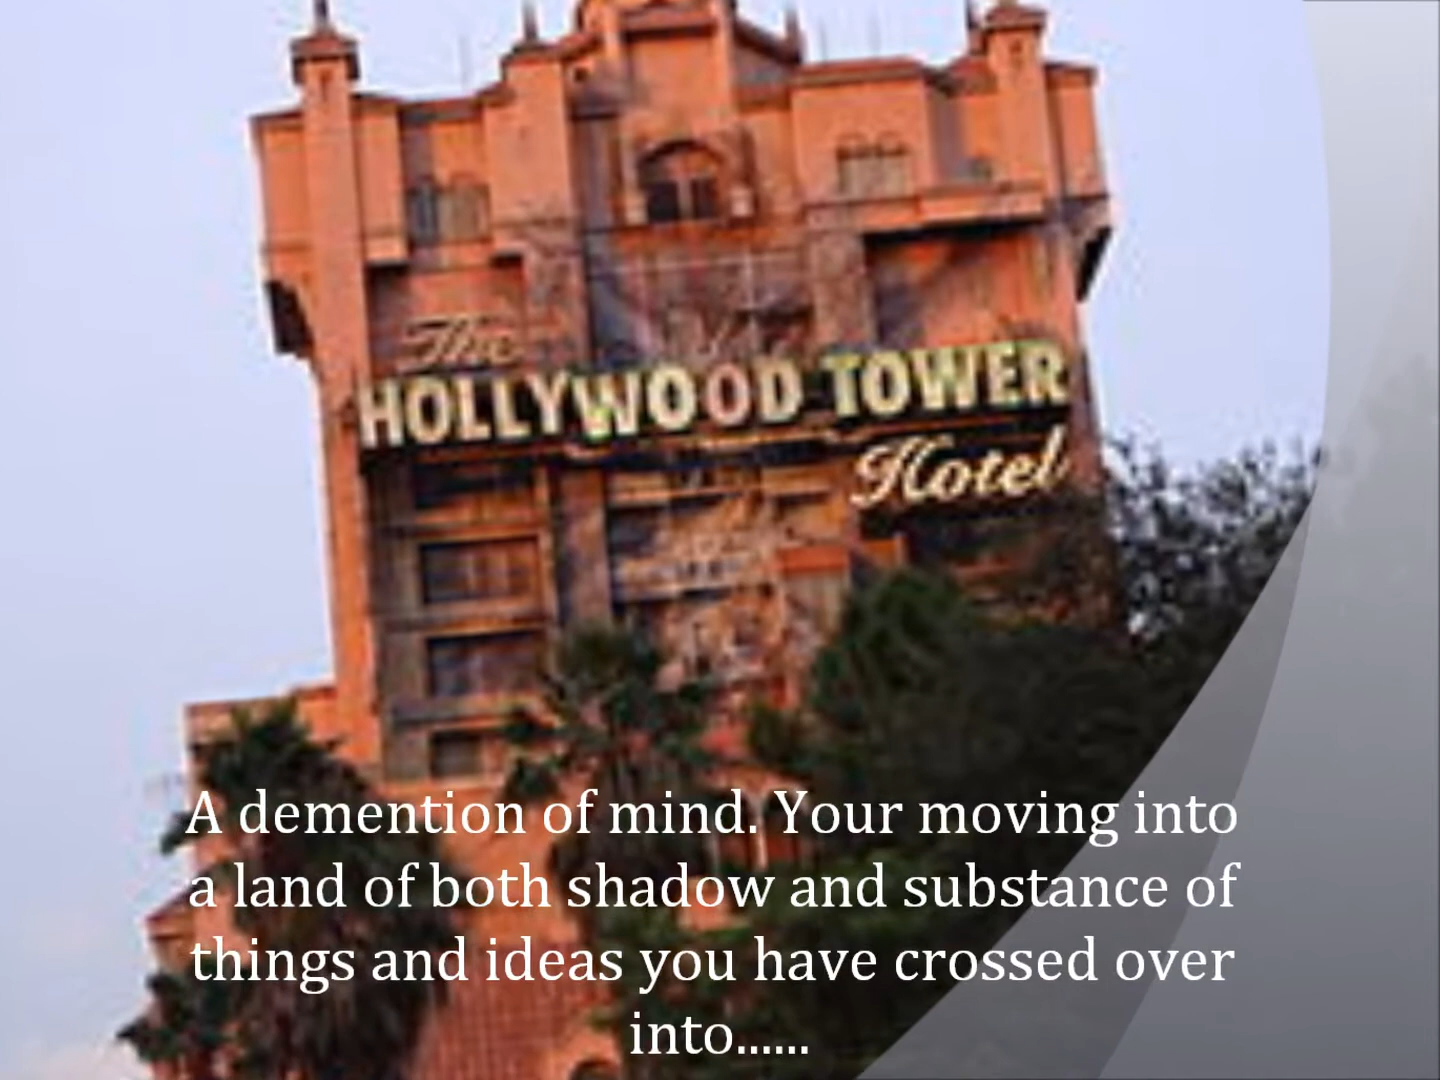 The
HOLLYWOOD TOWER
Hotel
A demention of mind. Your moving into
a land of both shadow and substance of
things and ideas you have crossed over
into......